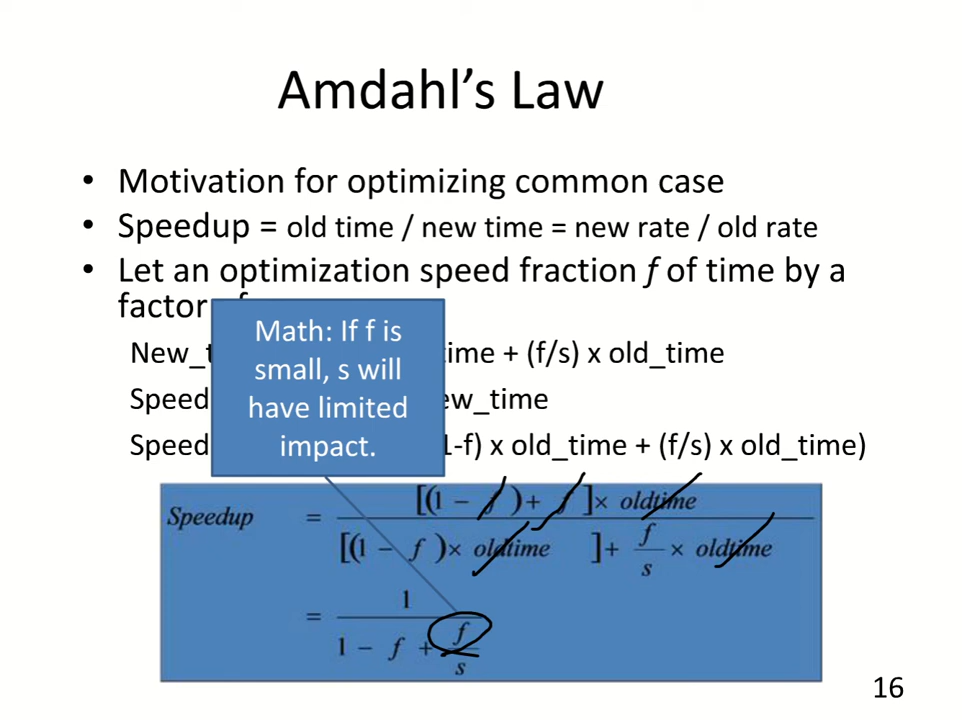 Amdahl's Law
• Motivation for optimizing common case
• Speedup = old time / new time = new rate / old rate
• Let an optimization speed fraction f of time by a
factor
Math: If f is
small, s will
have limited
impact.
New_t time + (f/s) x old_time
Speed ew_time
Speed 1-f) x old_time + (f/s) x old_time)
Speedup = [(1 − f) + f] × oldtime
[(1 − f) × oldtime ] + f/s × oldtime
= 1
1 − f + f/s
16